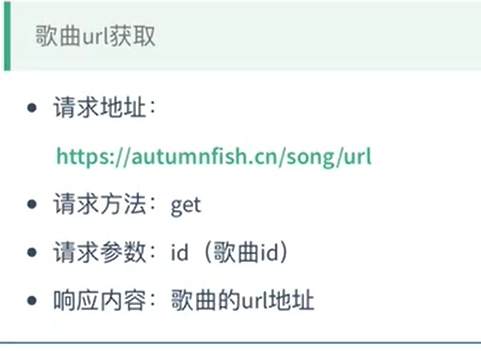 歌曲url获取
请求地址：
https://autumnfish.cn/song/url
请求方法：get
请求参数：id（歌曲id）
响应内容：歌曲的url地址